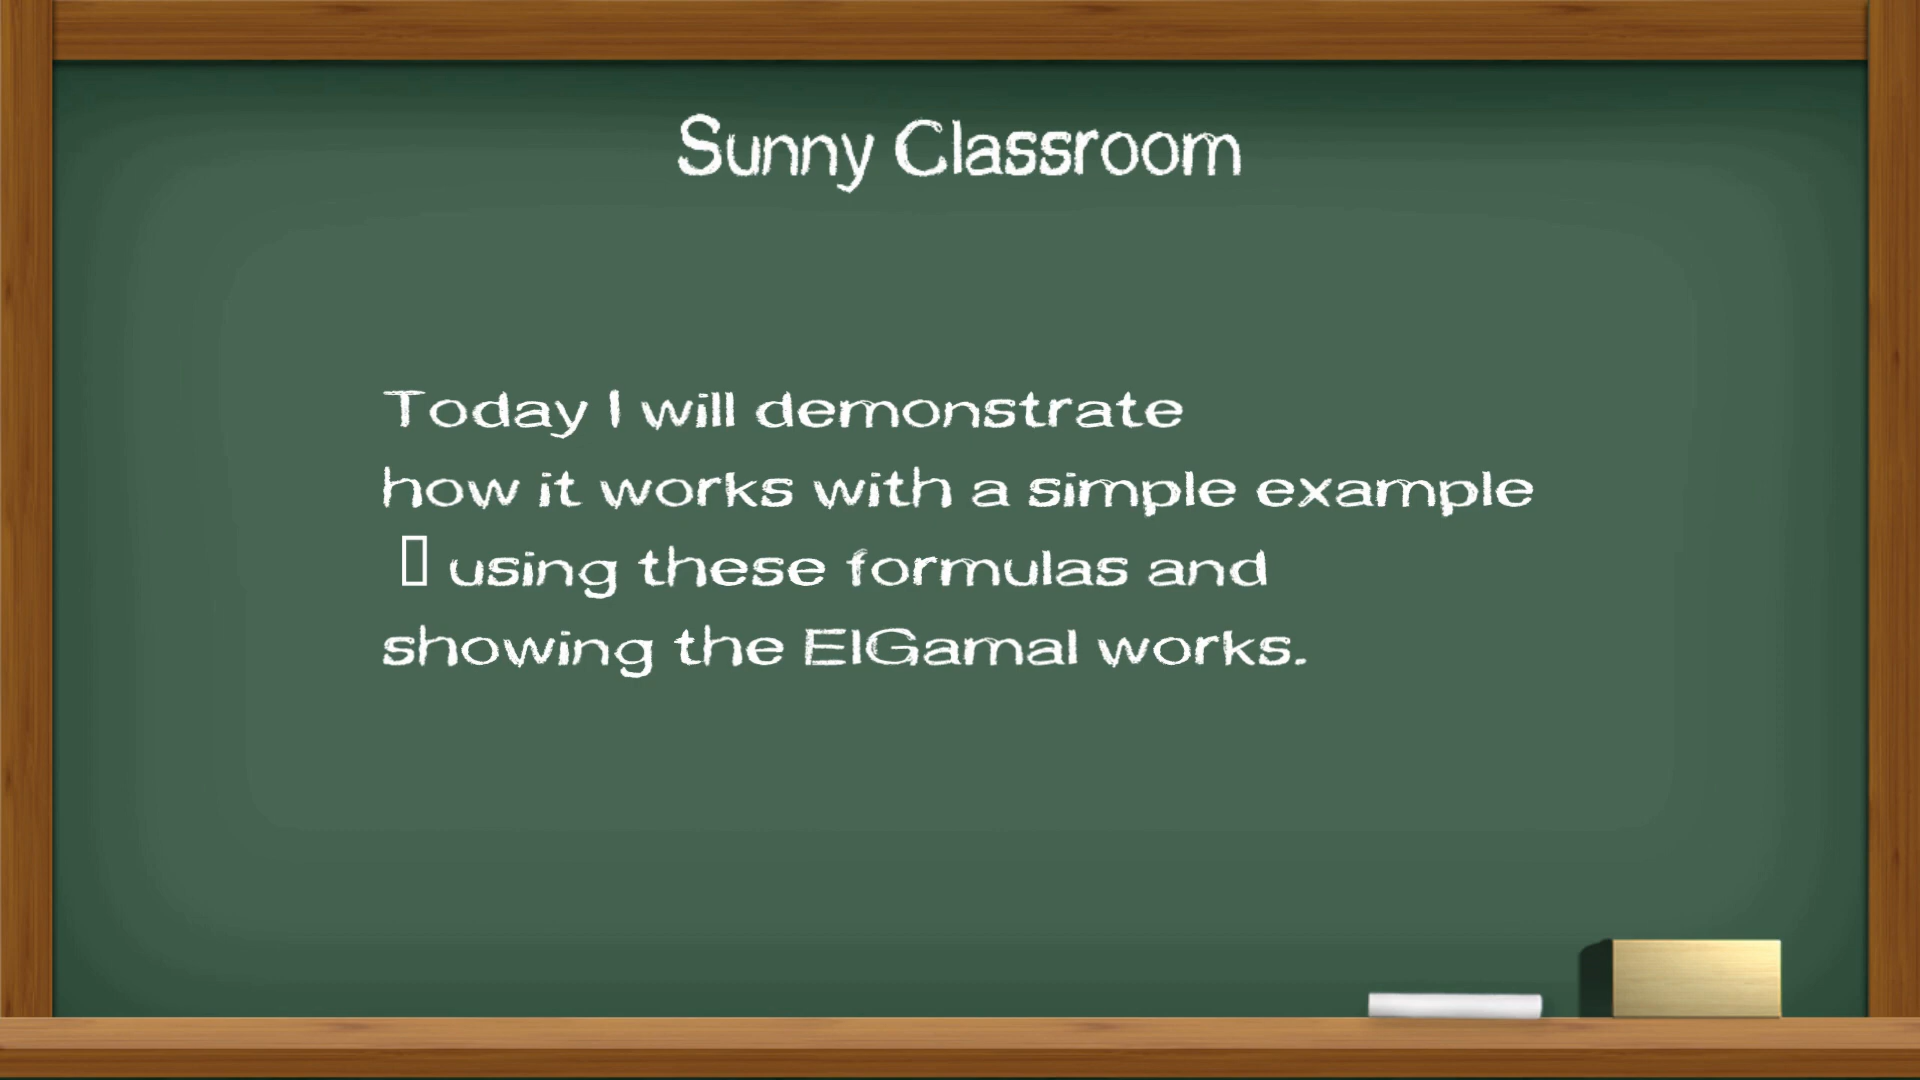 Sunny Classroom
Today I will demonstrate
how it works with a simple example
▯ using these formulas and
showing the ElGamal works.